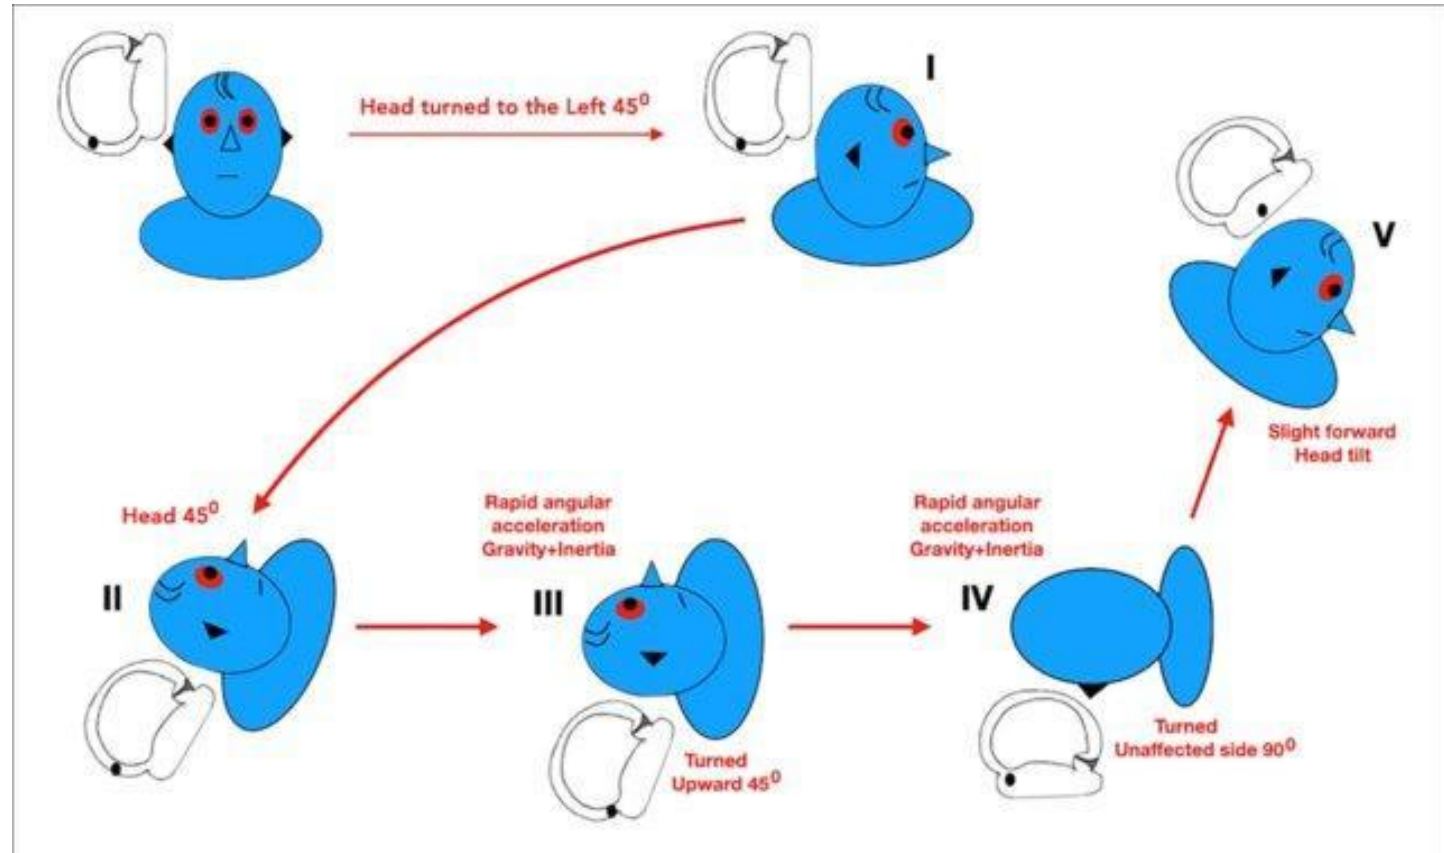 Head turned to the Left 45⁰
I
V
Slight forward
Head tilt
Head 45⁰
II
Rapid angular
acceleration
Gravity+Inertia
III
Turned
Upward 45⁰
Rapid angular
acceleration
Gravity+Inertia
IV
Turned
Unaffected side 90⁰